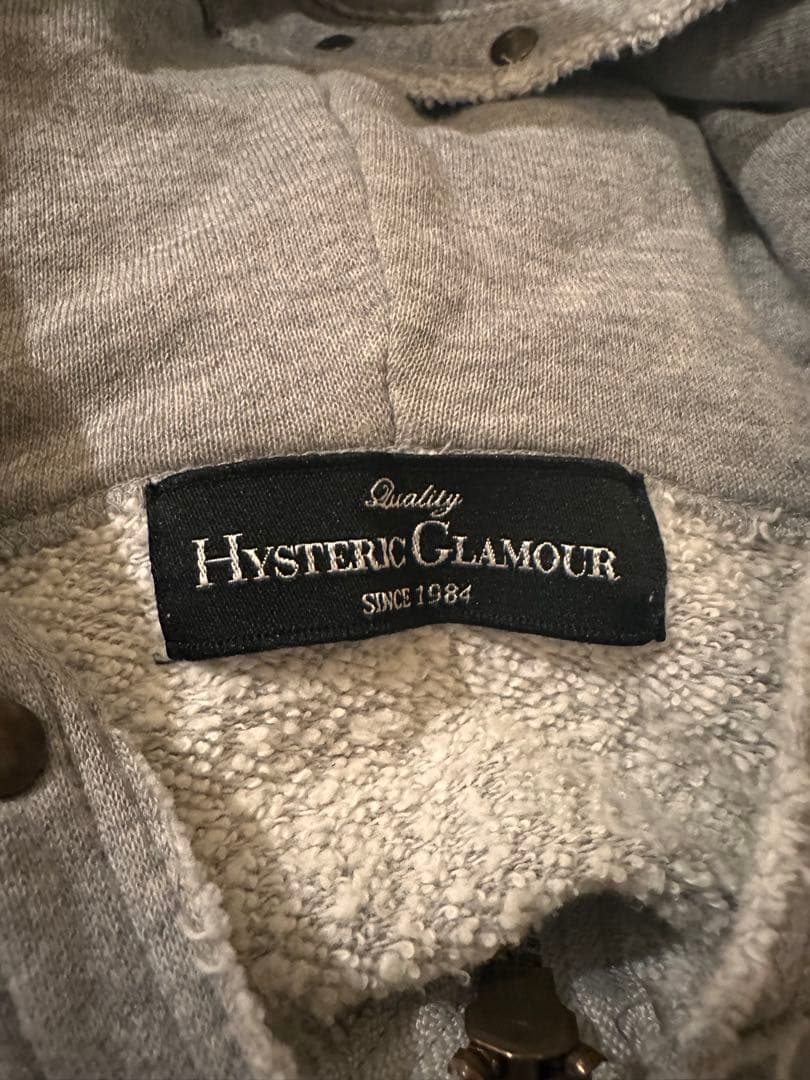 Quality
HYSTERIC GLAMOUR
SINCE 1984